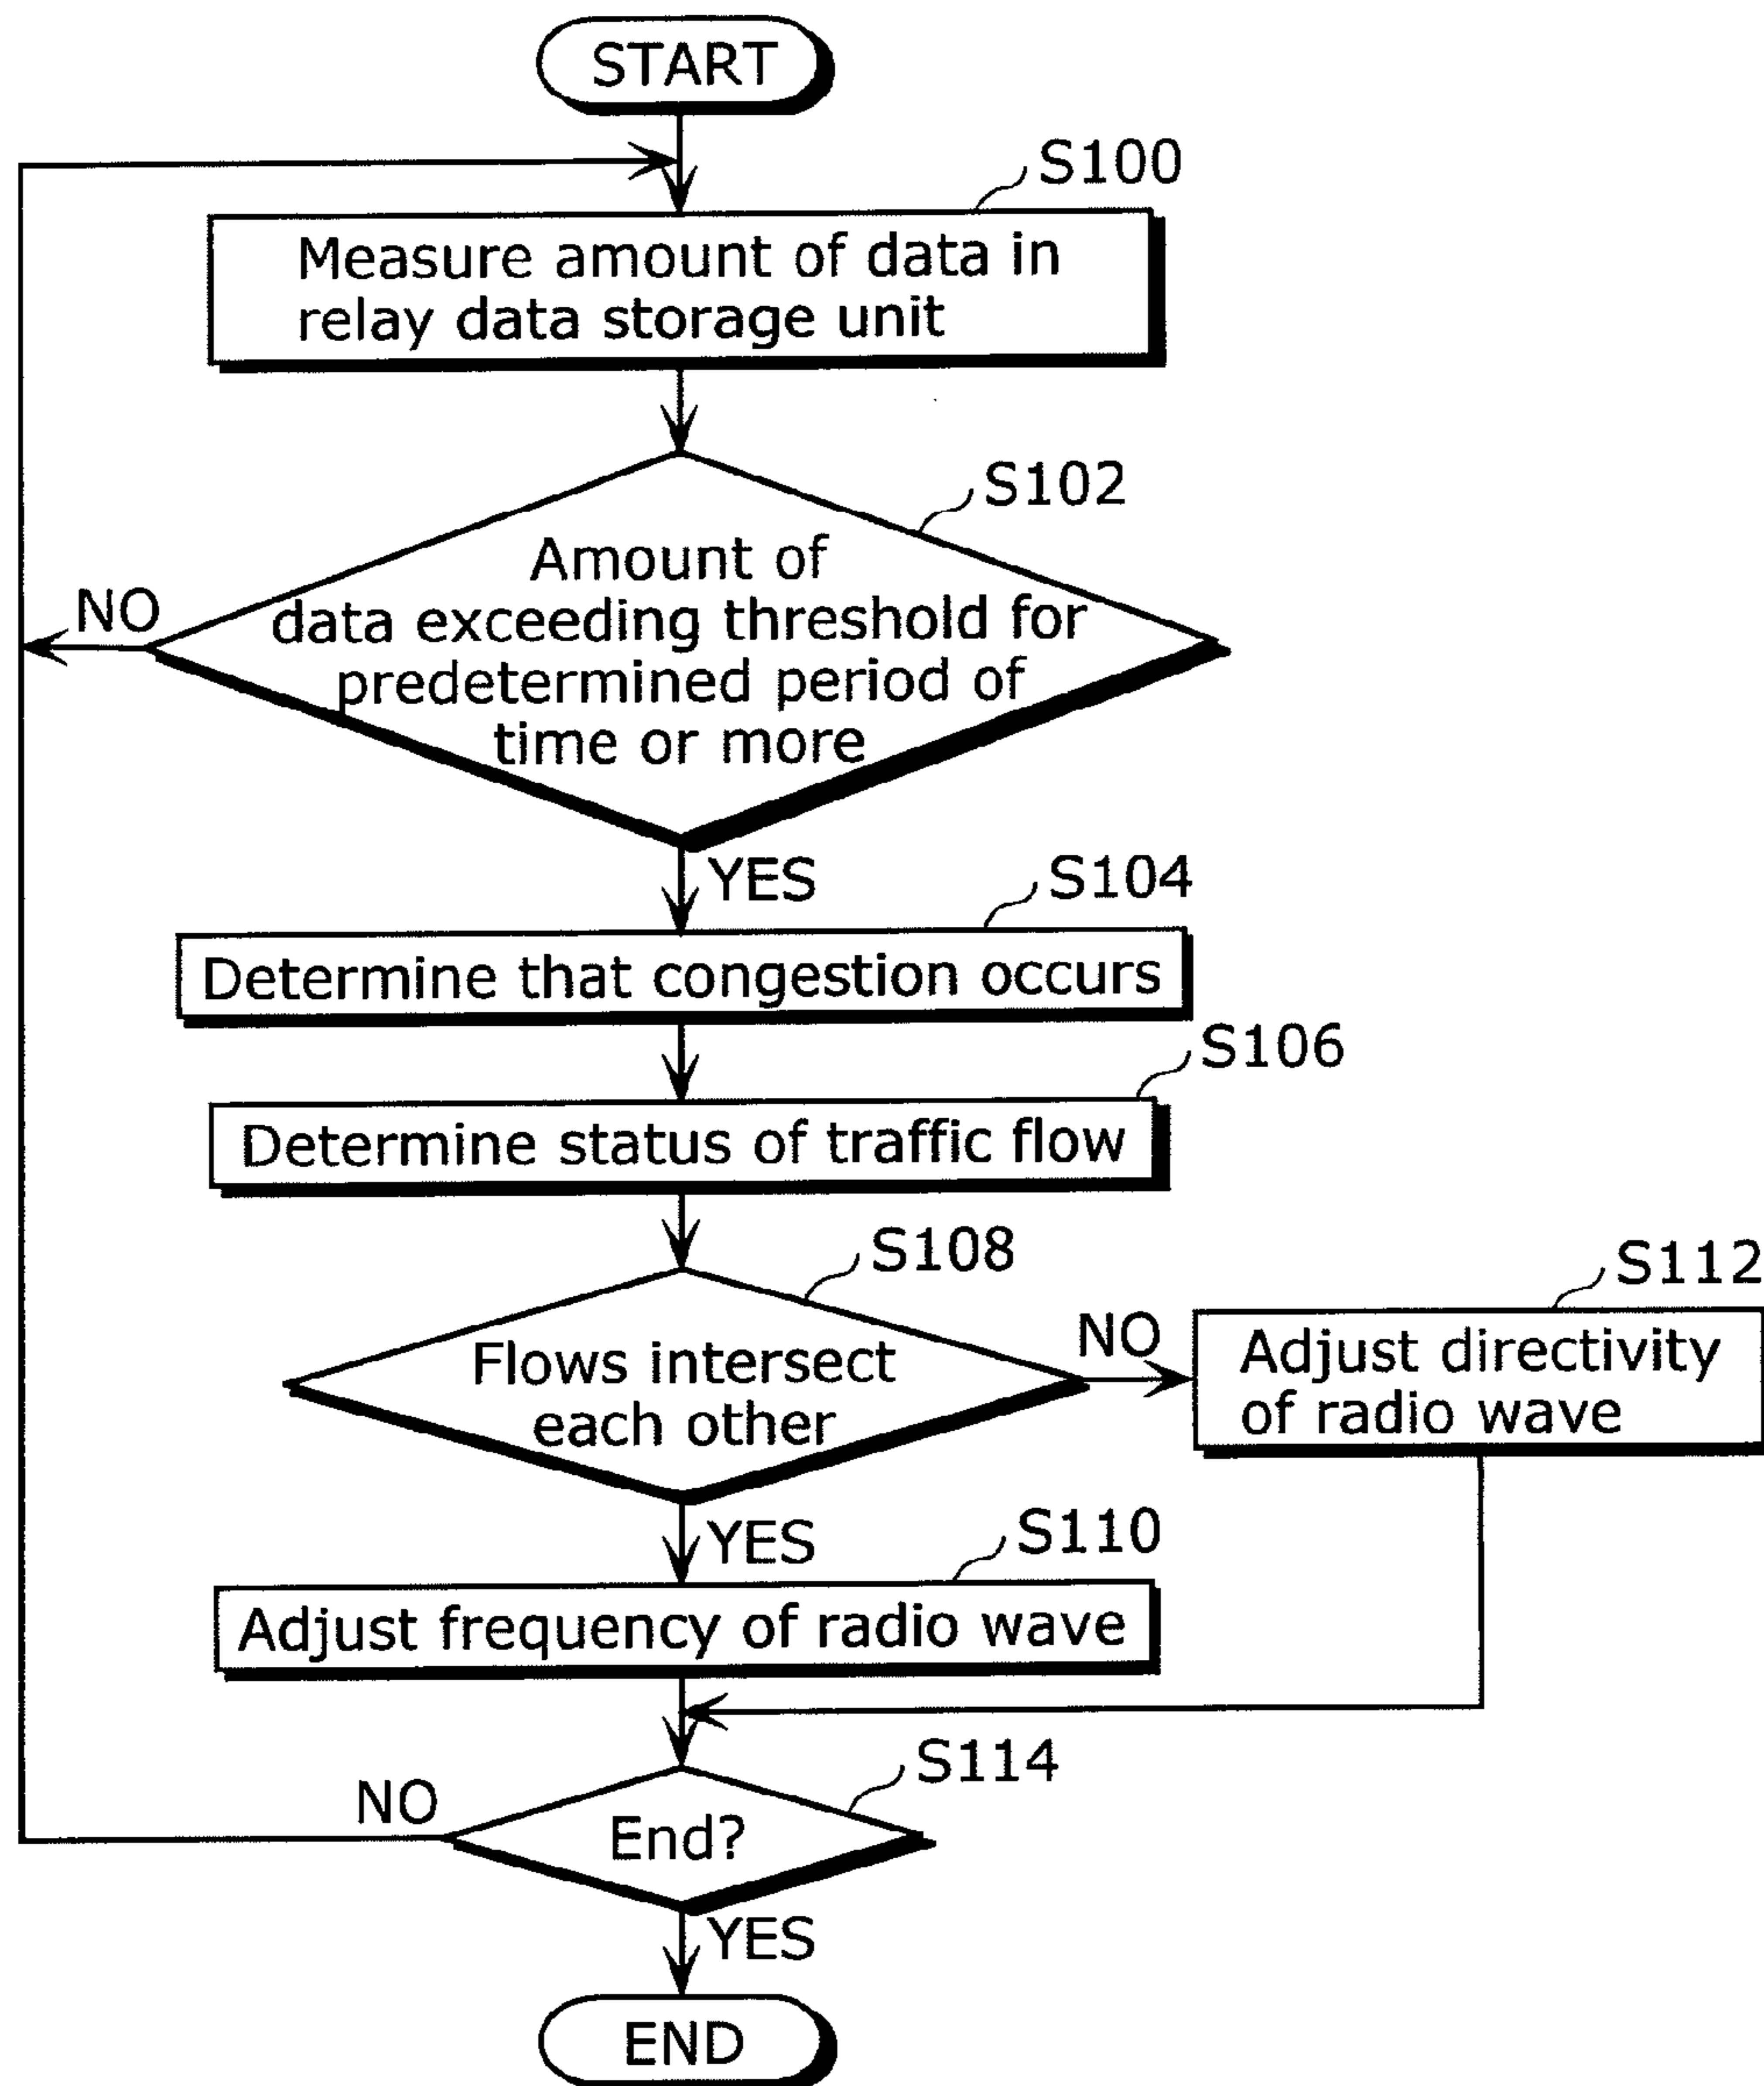 START
S100
Measure amount of data in
relay data storage unit
S102
Amount of
data exceeding threshold for
predetermined period of
time or more
NO
YES
S104
Determine that congestion occurs
S106
Determine status of traffic flow
S108
Flows intersect
each other
NO
S112
Adjust directivity
of radio wave
YES
S110
Adjust frequency of radio wave
S114
End?
NO
YES
END